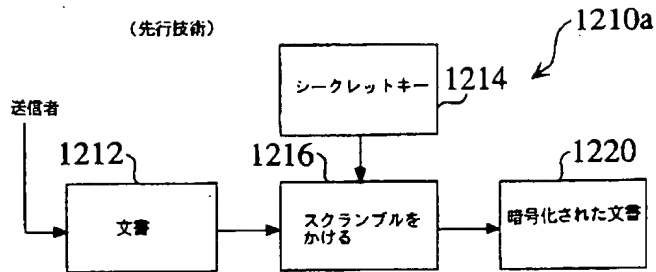 (先行技術)
1210a
シークレットキー
1214
送信者
1212
1216
1220
文書
スクランブルを
かける
暗号化された文書